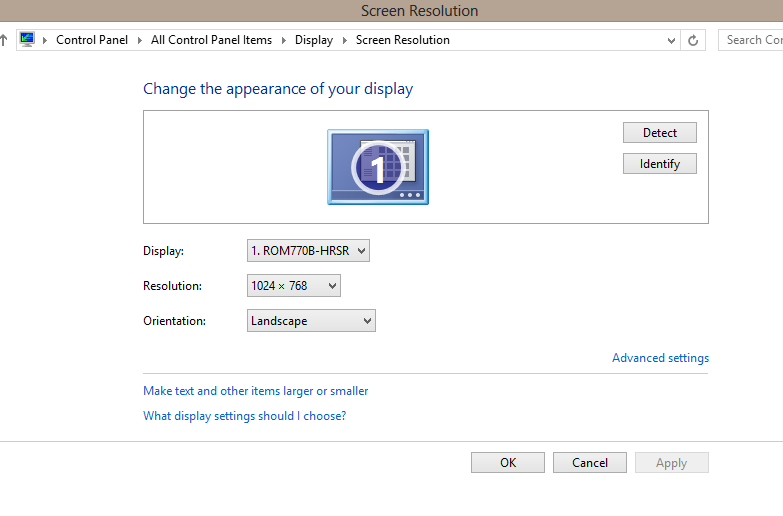 Screen Resolution
Control Panel All Control Panel Items Display Screen Resolution
Search Con
Change the appearance of your display
1
Detect
Identify
Display: 1. ROM770B-HRSR
Resolution: 1024 × 768
Orientation: Landscape
Advanced settings
Make text and other items larger or smaller
What display settings should I choose?
OK Cancel Apply